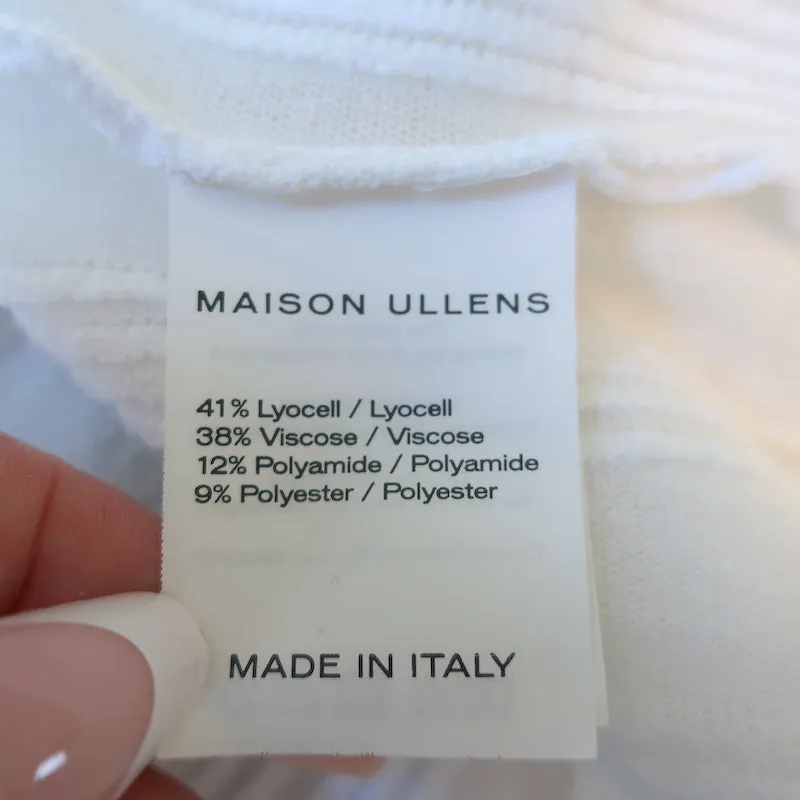 MAISON ULLENS
41% Lyocell / Lyocell
38% Viscose / Viscose
12% Polyamide / Polyamide
9% Polyester / Polyester
MADE IN ITALY